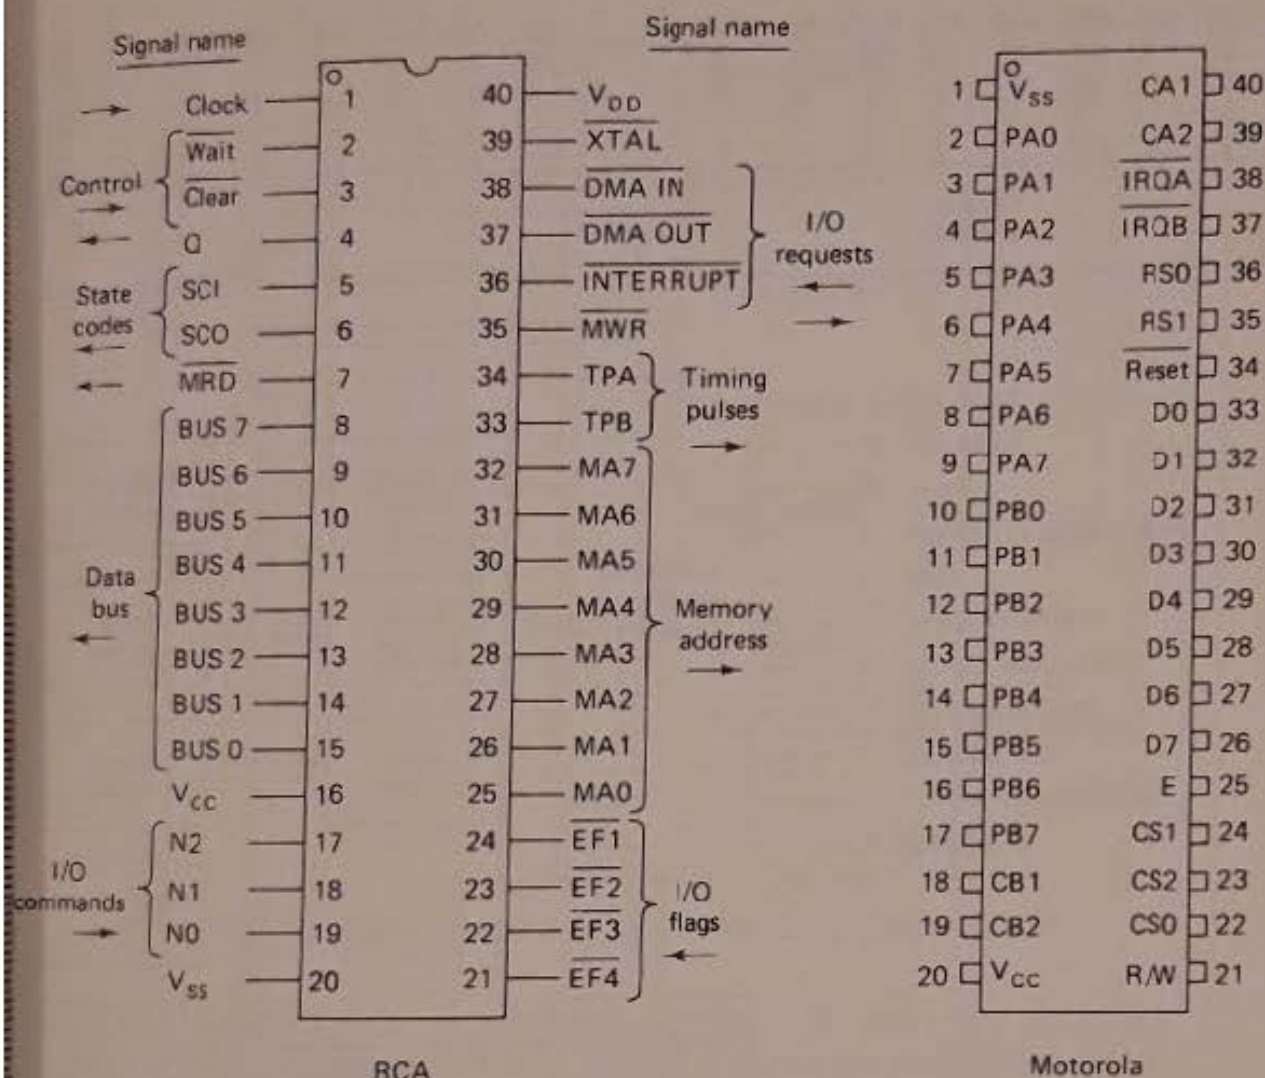 Signal name
Signal name
Clock 1 40 V_DD
Wait 2 39 XTAL
Control
Clear 3 38 DMA IN
Q 4 37 DMA OUT
I/O
requests
State
codes
SCI 5 36 INTERRUPT
SCO 6 35 MWR
MRD 7 34 TPA
Timing
pulses
BUS 7 8 33 TPB
BUS 6 9 32 MA7
BUS 5 10 31 MA6
BUS 4 11 30 MA5
Data
bus
BUS 3 12 29 MA4
Memory
address
BUS 2 13 28 MA3
BUS 1 14 27 MA2
BUS 0 15 26 MA1
V_CC 16 25 MA0
N2 17 24 EF1
I/O
commands
N1 18 23 EF2
I/O
flags
N0 19 22 EF3
V_SS 20 21 EF4
RCA
1 V_SS CA1 40
2 PA0 CA2 39
3 PA1 IRQA 38
4 PA2 IRQB 37
5 PA3 RS0 36
6 PA4 RS1 35
7 PA5 Reset 34
8 PA6 D0 33
9 PA7 D1 32
10 PB0 D2 31
11 PB1 D3 30
12 PB2 D4 29
13 PB3 D5 28
14 PB4 D6 27
15 PB5 D7 26
16 PB6 E 25
17 PB7 CS1 24
18 CB1 CS2 23
19 CB2 CS0 22
20 V_CC R/W 21
Motorola